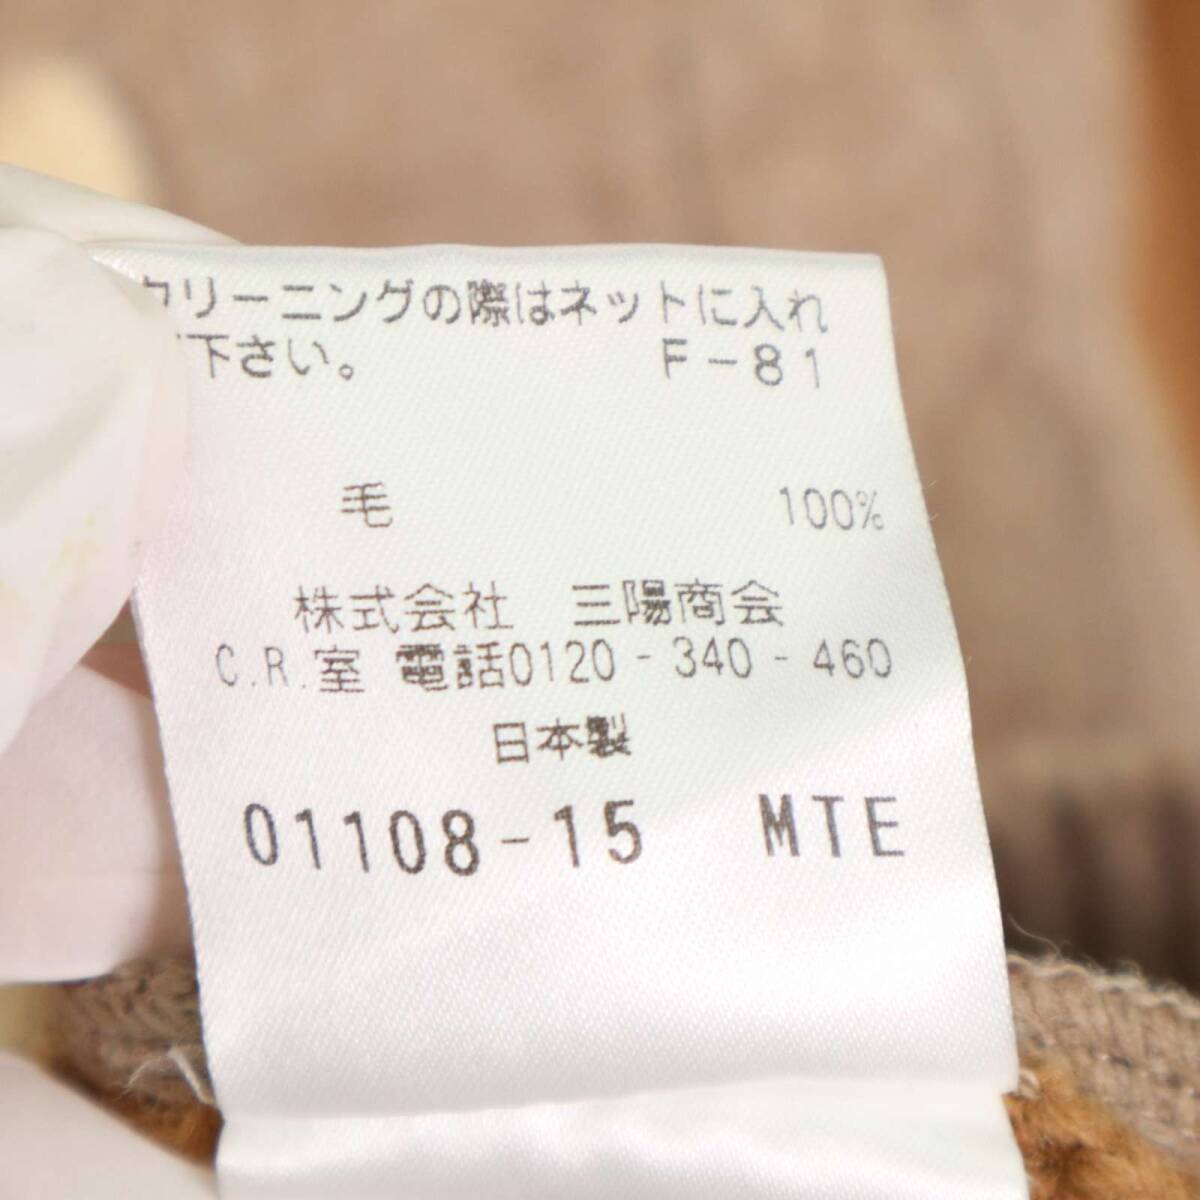 クリーニングの際はネットに入れ
下さい。 F-81
毛 100%
株式会社 三陽商会
C.R.室 電話0120-340-460
日本製
01108-15 MTE